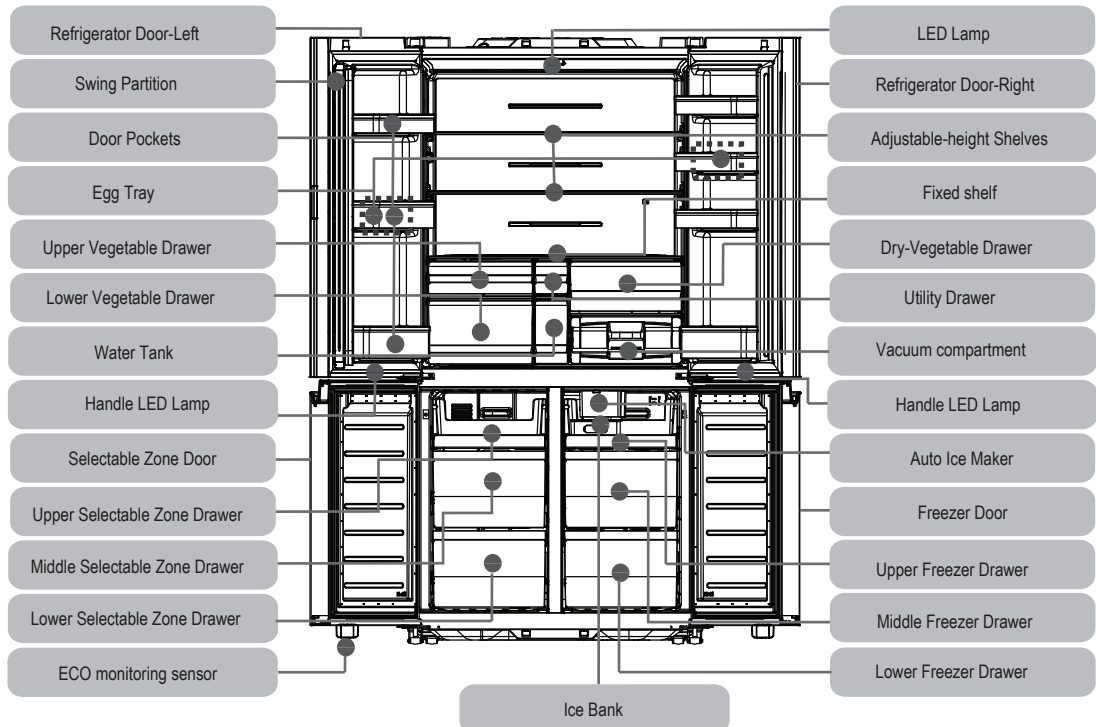 Refrigerator Door-Left
Swing Partition
Door Pockets
Egg Tray
Upper Vegetable Drawer
Lower Vegetable Drawer
Water Tank
Handle LED Lamp
Selectable Zone Door
Upper Selectable Zone Drawer
Middle Selectable Zone Drawer
Lower Selectable Zone Drawer
ECO monitoring sensor
LED Lamp
Refrigerator Door-Right
Adjustable-height Shelves
Fixed shelf
Dry-Vegetable Drawer
Utility Drawer
Vacuum compartment
Handle LED Lamp
Auto Ice Maker
Freezer Door
Upper Freezer Drawer
Middle Freezer Drawer
Lower Freezer Drawer
Ice Bank